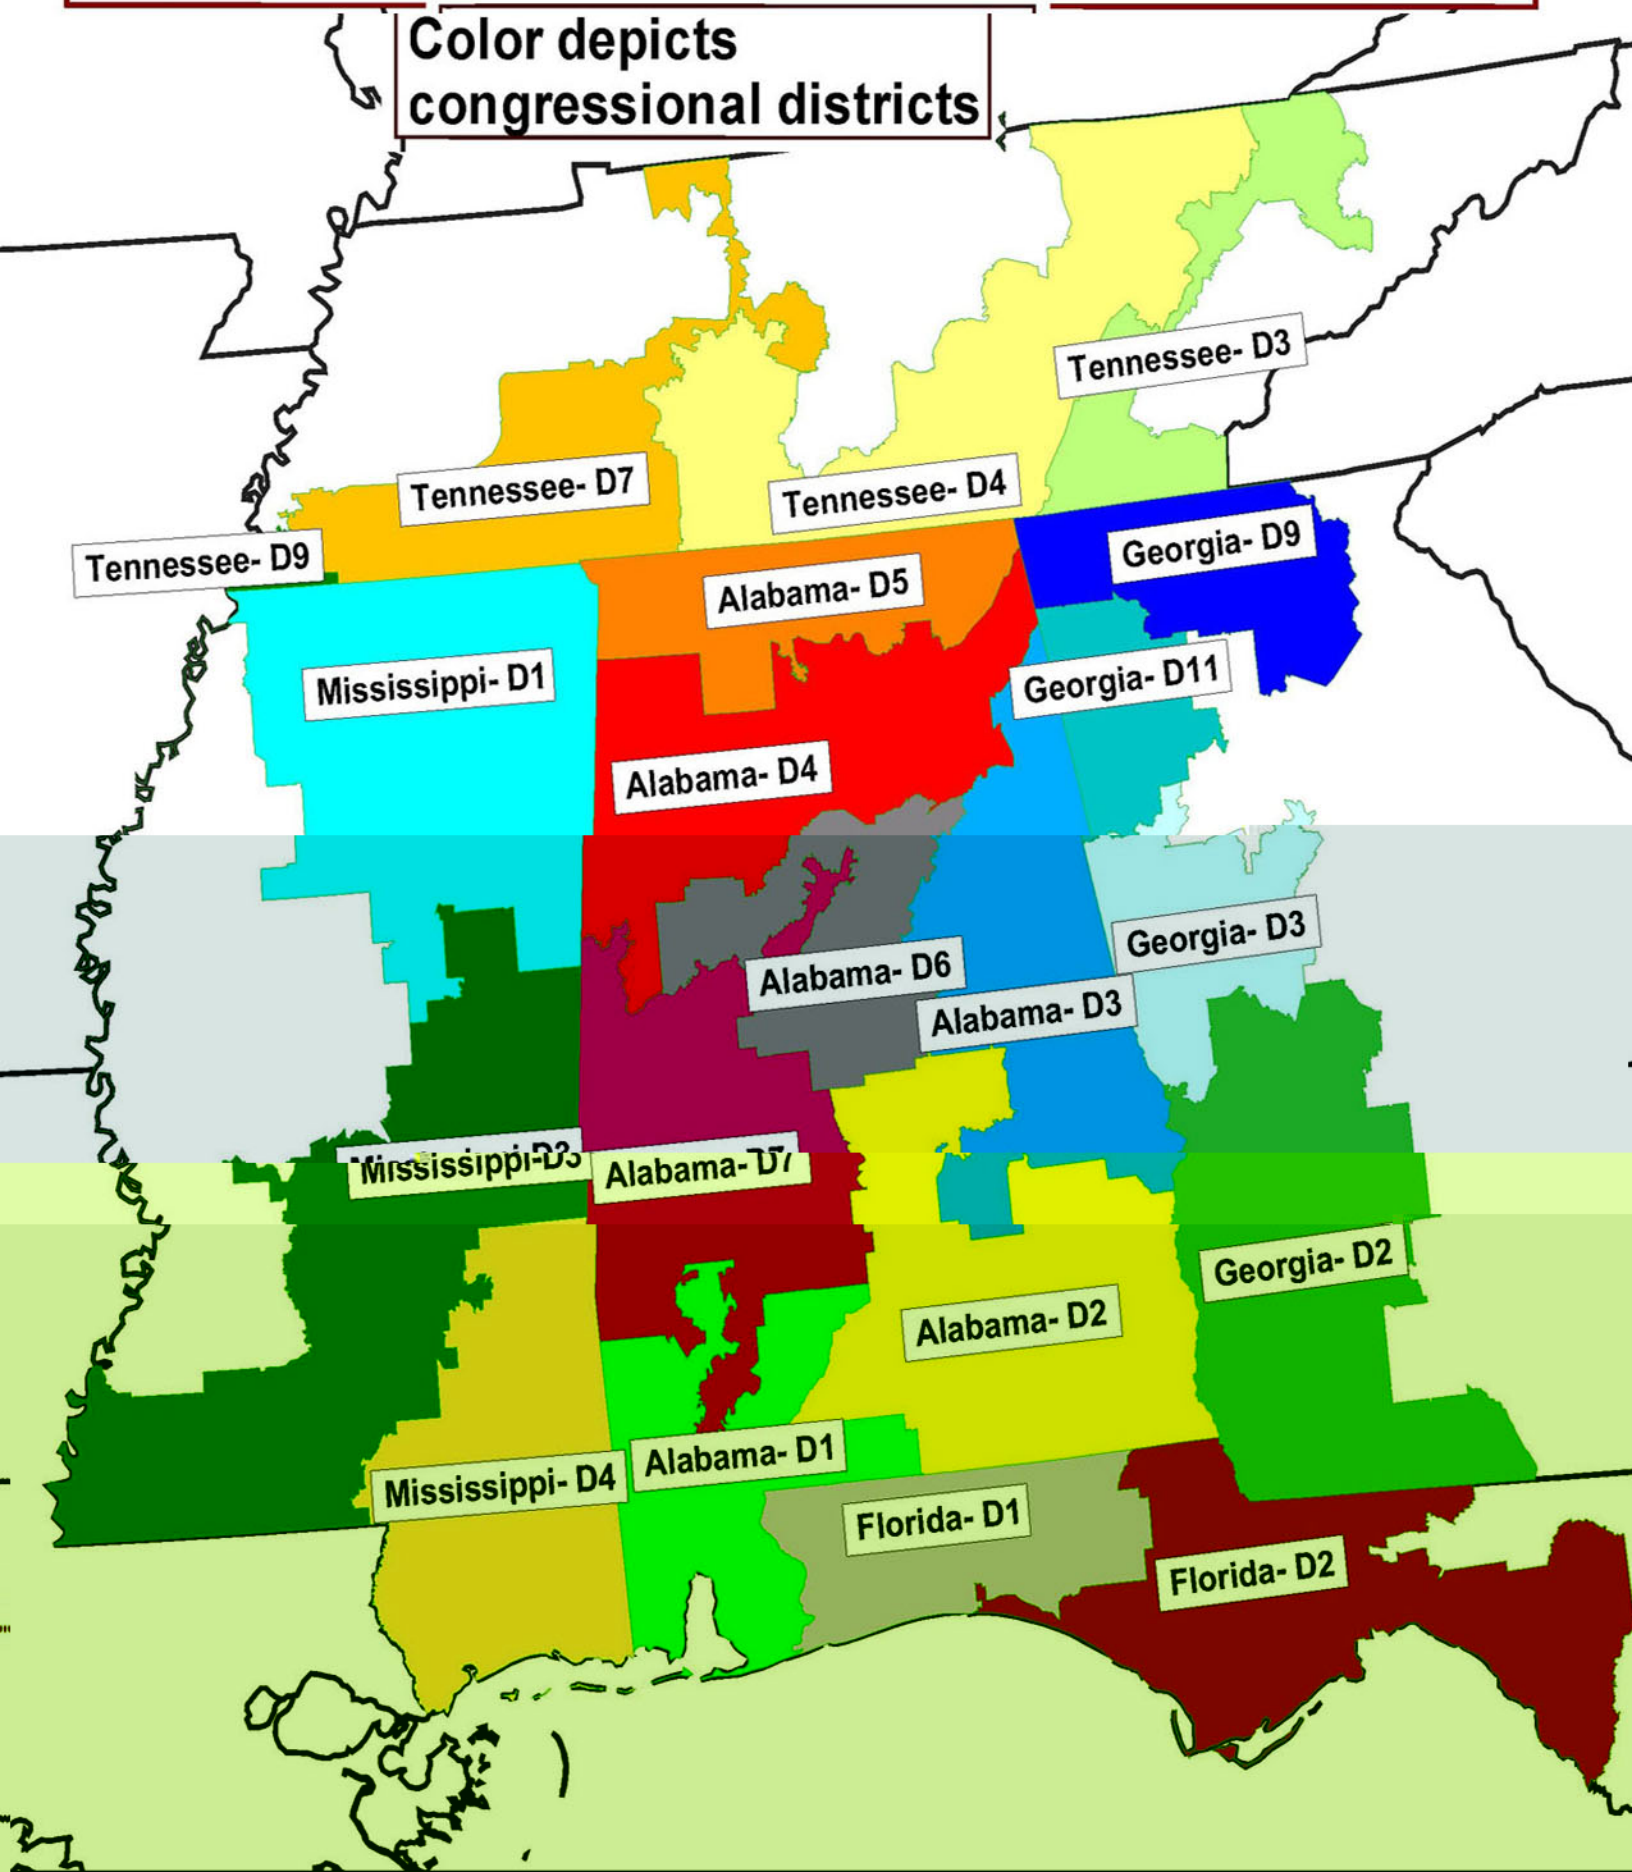 Color depicts
congressional districts
Tennessee- D3
Tennessee- D7
Tennessee- D4
Tennessee- D9
Georgia- D9
Alabama- D5
Mississippi- D1
Georgia- D11
Alabama- D4
Georgia- D3
Alabama- D6
Alabama- D3
Mississippi-D3
Alabama- D7
Georgia- D2
Alabama- D2
Alabama- D1
Mississippi- D4
Florida- D1
Florida- D2